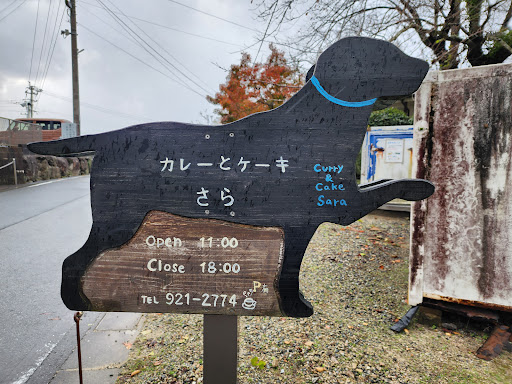 カレーとケーキ
さら
Curry
&
Cake
Sara
Open 11:00
Close 18:00
P
TEL 921-2774